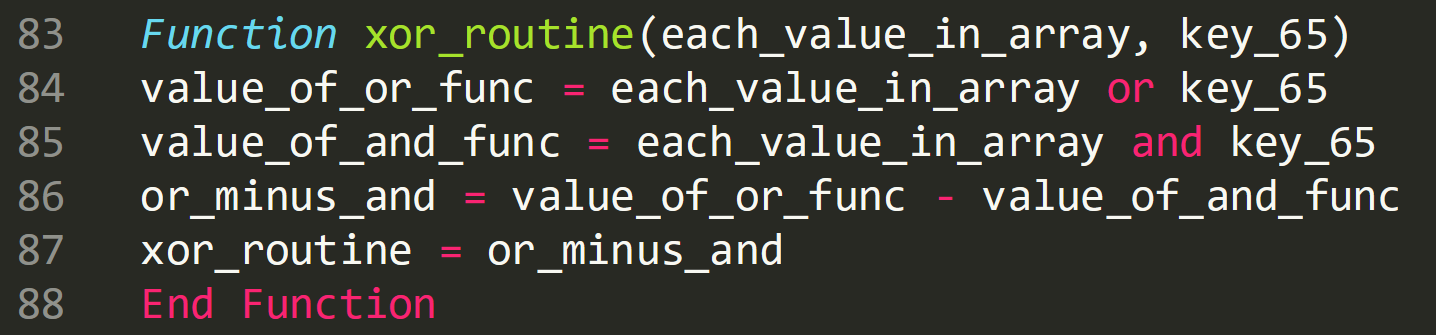 83 Function xor_routine(each_value_in_array, key_65)
84 value_of_or_func = each_value_in_array or key_65
85 value_of_and_func = each_value_in_array and key_65
86 or_minus_and = value_of_or_func - value_of_and_func
87 xor_routine = or_minus_and
88 End Function